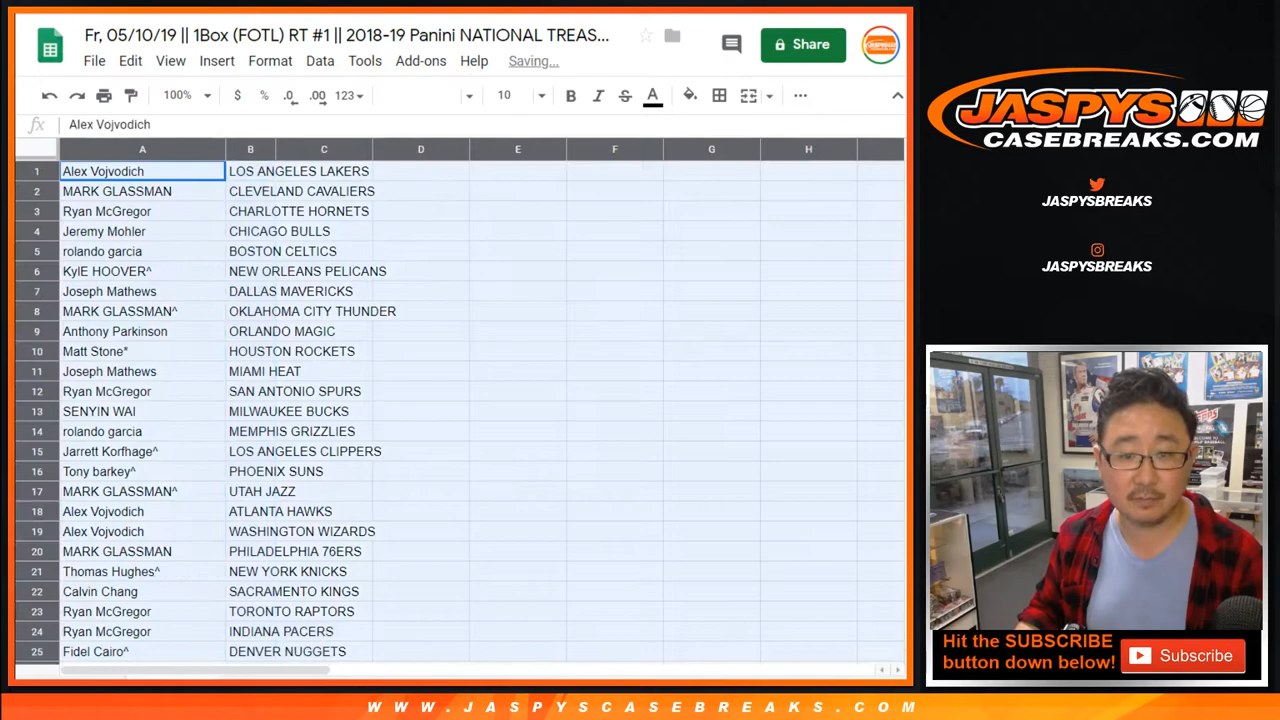 Fr, 05/10/19 || 1Box (FOTL) RT #1 || 2018-19 Panini NATIONAL TREAS...
File Edit View Insert Format Data Tools Add-ons Help Saving...
Share
100% $ % .0 .00 123 10 B I S A
fx Alex Vojvodich
A B C D E F G H
1 Alex Vojvodich LOS ANGELES LAKERS
2 MARK GLASSMAN CLEVELAND CAVALIERS
3 Ryan McGregor CHARLOTTE HORNETS
4 Jeremy Mohler CHICAGO BULLS
5 rolando garcia BOSTON CELTICS
6 KylE HOOVER^ NEW ORLEANS PELICANS
7 Joseph Mathews DALLAS MAVERICKS
8 MARK GLASSMAN^ OKLAHOMA CITY THUNDER
9 Anthony Parkinson ORLANDO MAGIC
10 Matt Stone* HOUSTON ROCKETS
11 Joseph Mathews MIAMI HEAT
12 Ryan McGregor SAN ANTONIO SPURS
13 SENYIN WAI MILWAUKEE BUCKS
14 rolando garcia MEMPHIS GRIZZLIES
15 Jarrett Korfhage^ LOS ANGELES CLIPPERS
16 Tony barkey^ PHOENIX SUNS
17 MARK GLASSMAN^ UTAH JAZZ
18 Alex Vojvodich ATLANTA HAWKS
19 Alex Vojvodich WASHINGTON WIZARDS
20 MARK GLASSMAN PHILADELPHIA 76ERS
21 Thomas Hughes^ NEW YORK KNICKS
22 Calvin Chang SACRAMENTO KINGS
23 Ryan McGregor TORONTO RAPTORS
24 Ryan McGregor INDIANA PACERS
25 Fidel Cairo^ DENVER NUGGETS
JASPYS
CASEBREAKS.COM
JASPYSBREAKS
JASPYSBREAKS
Hit the SUBSCRIBE
button down below!
Subscribe
WWW.JASPYSCASEBREAKS.COM